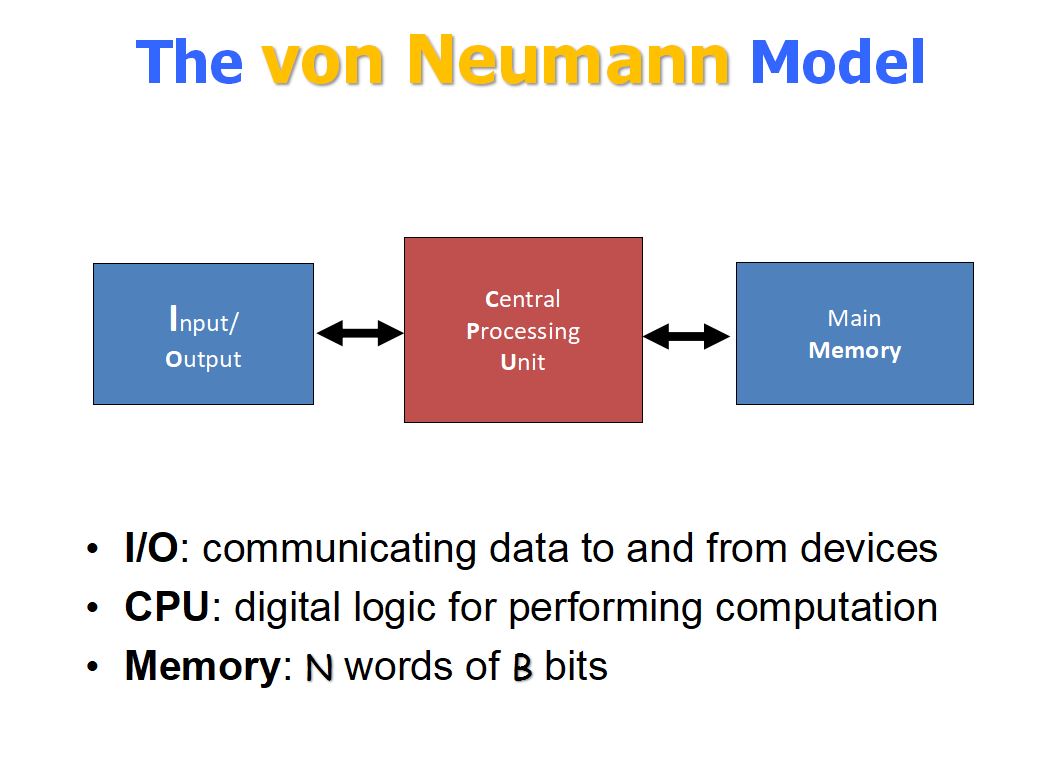 The von Neumann Model
Input/
Output
Central
Processing
Unit
Main
Memory
• I/O: communicating data to and from devices
• CPU: digital logic for performing computation
• Memory: N words of B bits